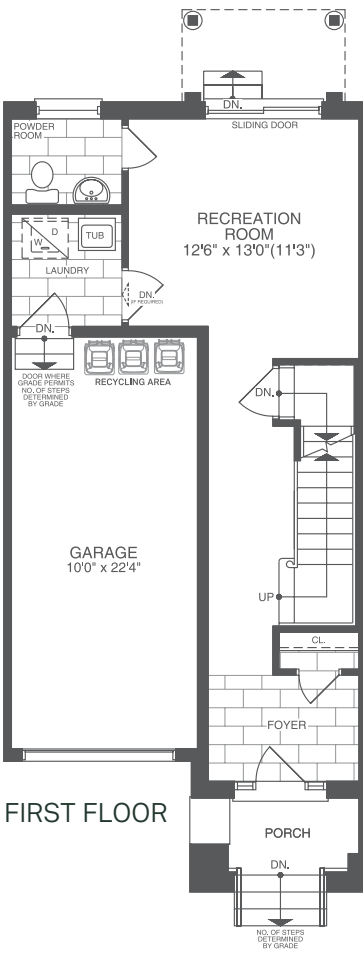 DN.
SLIDING DOOR
POWDER
ROOM
RECREATION
ROOM
12'6" x 13'0"(11'3")
D
W
TUB
LAUNDRY
DN.
(IF REQUIRED)
DN.
DOOR WHERE
GRADE PERMITS
NO. OF STEPS
DETERMINED
BY GRADE
RECYCLING AREA
DN.
GARAGE
10'0" x 22'4"
UP
CL.
FOYER
FIRST FLOOR
PORCH
DN.
NO. OF STEPS
DETERMINED
BY GRADE